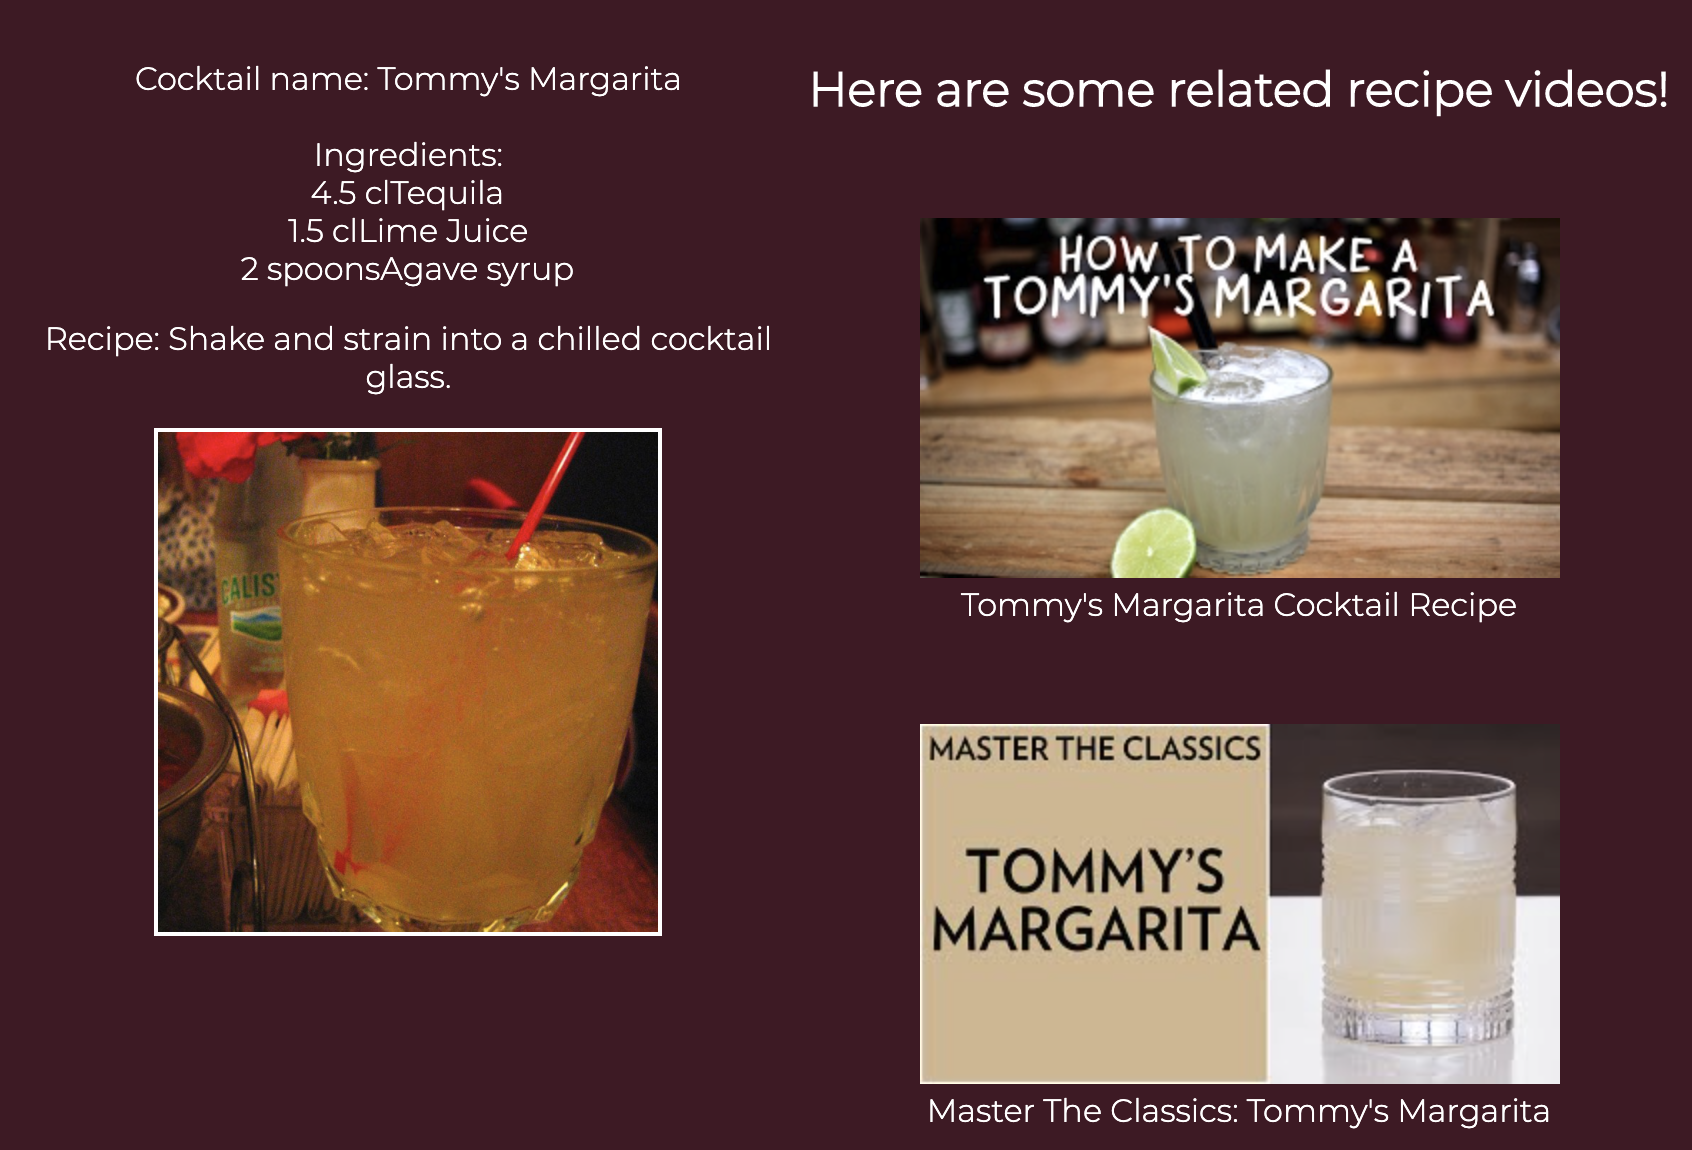 Cocktail name: Tommy's Margarita
Ingredients:
4.5 clTequila
1.5 clLime Juice
2 spoonsAgave syrup
Recipe: Shake and strain into a chilled cocktail
glass.
CALIS
Here are some related recipe videos!
HOW TO MAKE A
TOMMY'S MARGARITA
Tommy's Margarita Cocktail Recipe
MASTER THE CLASSICS
TOMMY'S
MARGARITA
Master The Classics: Tommy's Margarita